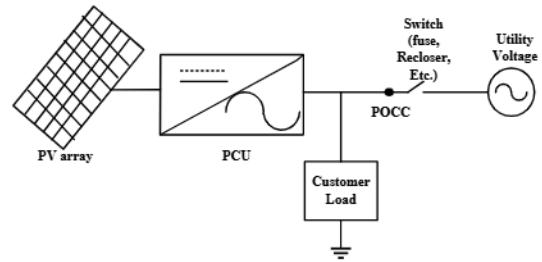 Switch
(fuse,
Recloser,
Etc.)
Utility
Voltage
POCC
PV array
PCU
Customer
Load